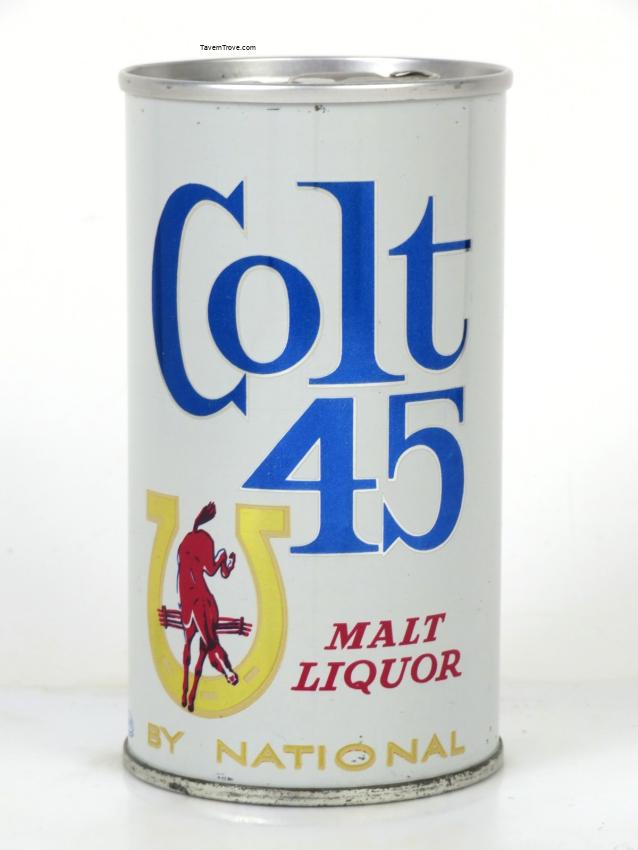 TavernTrove.com
Colt
45
MALT
LIQUOR
BY NATIONAL